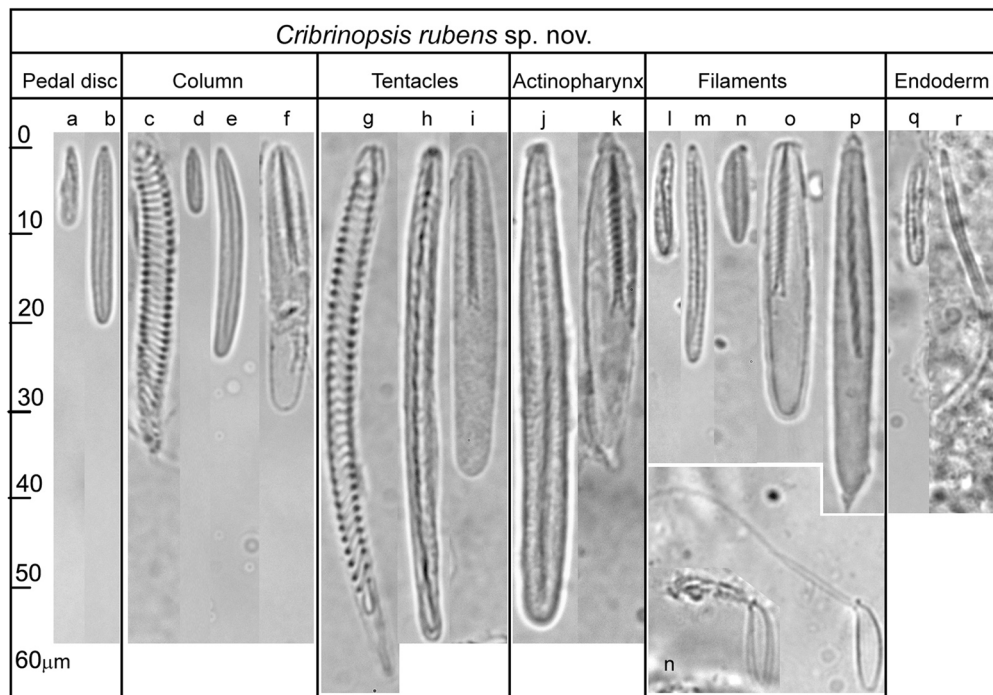 Cribrinopsis rubens sp. nov.
Pedal disc Column Tentacles Actinopharynx Filaments Endoderm
a b c d e f g h i j k l m n o p q r
0
10
20
30
40
50
60μm
n